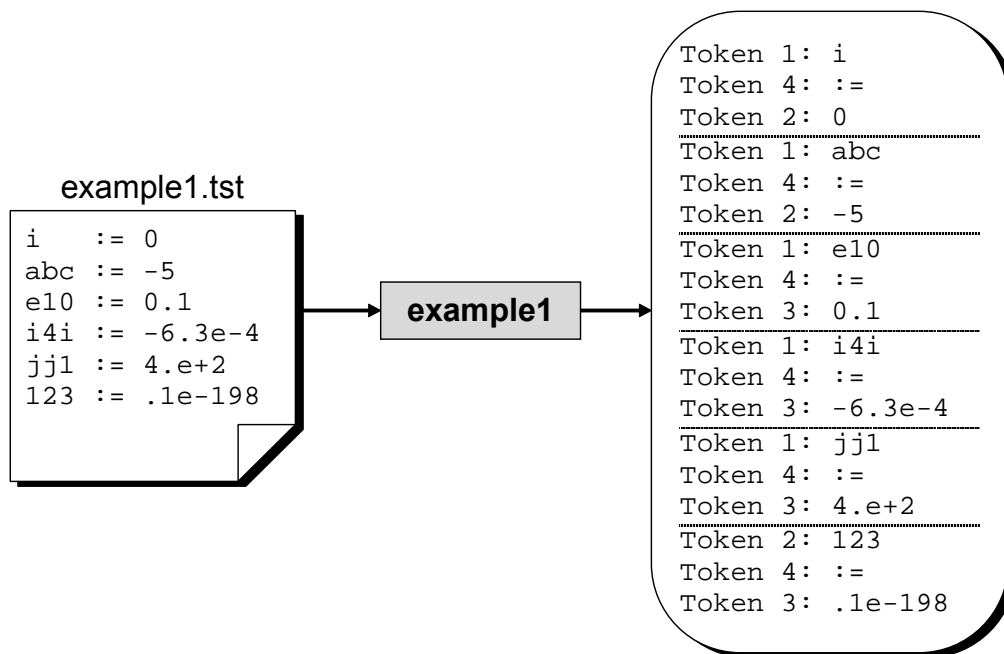 example1.tst
i   := 0
abc := -5
e10 := 0.1
i4i := -6.3e-4
jj1 := 4.e+2
123 := .1e-198
example1
Token 1: i
Token 4: :=
Token 2: 0
Token 1: abc
Token 4: :=
Token 2: -5
Token 1: e10
Token 4: :=
Token 3: 0.1
Token 1: i4i
Token 4: :=
Token 3: -6.3e-4
Token 1: jj1
Token 4: :=
Token 3: 4.e+2
Token 2: 123
Token 4: :=
Token 3: .1e-198